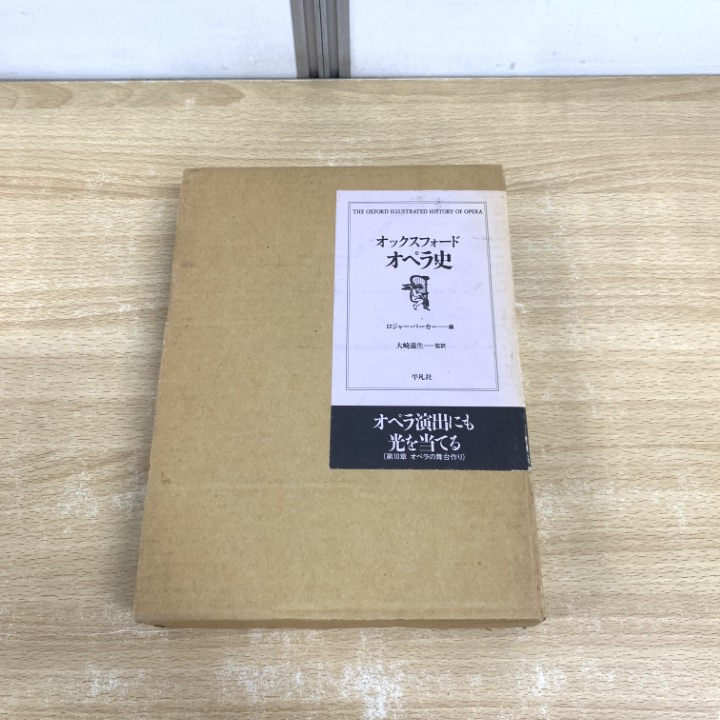 THE OXFORD ILLUSTRATED HISTORY OF OPERA
オックスフォード
オペラ史
ロジャー・パーカー——編
大崎滋生——監訳
平凡社
オペラ演出にも
光を当てる
(第10章 オペラの舞台作り)